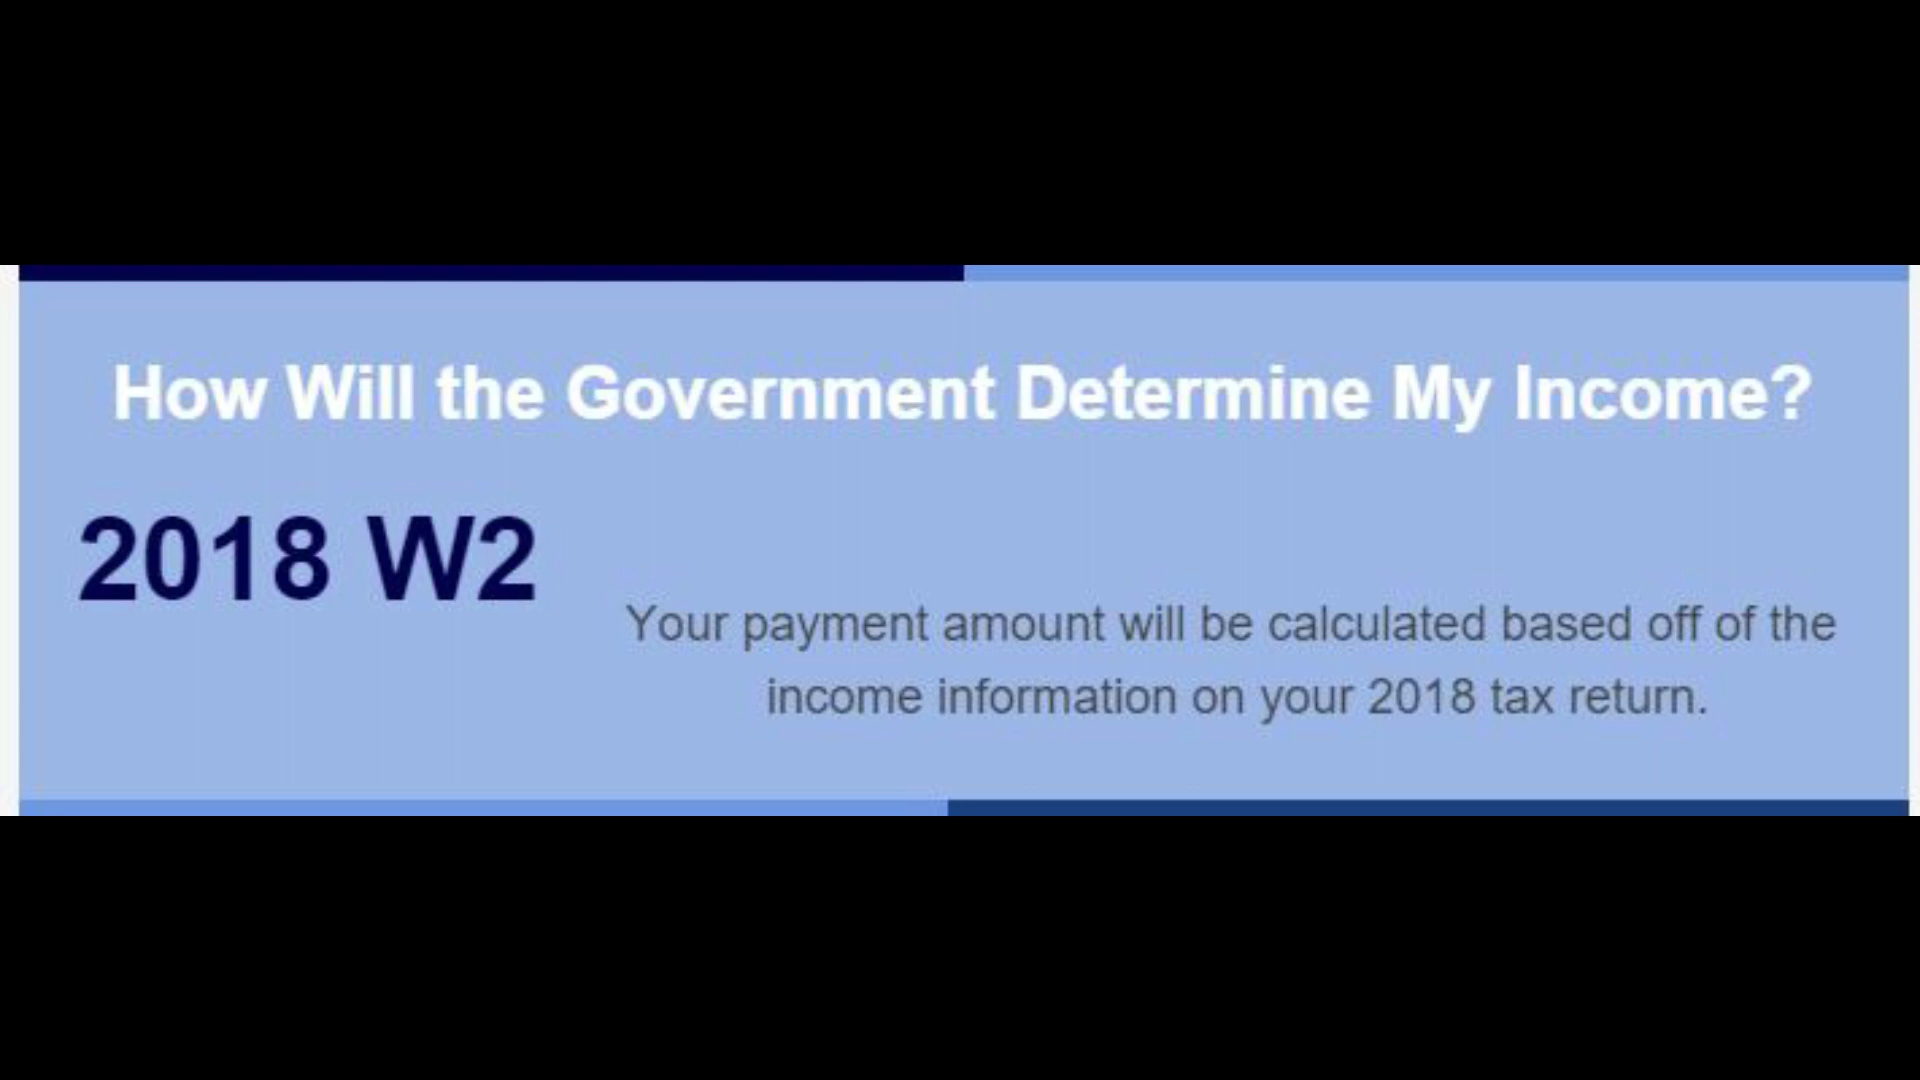 How Will the Government Determine My Income?
2018 W2
Your payment amount will be calculated based off of the
income information on your 2018 tax return.